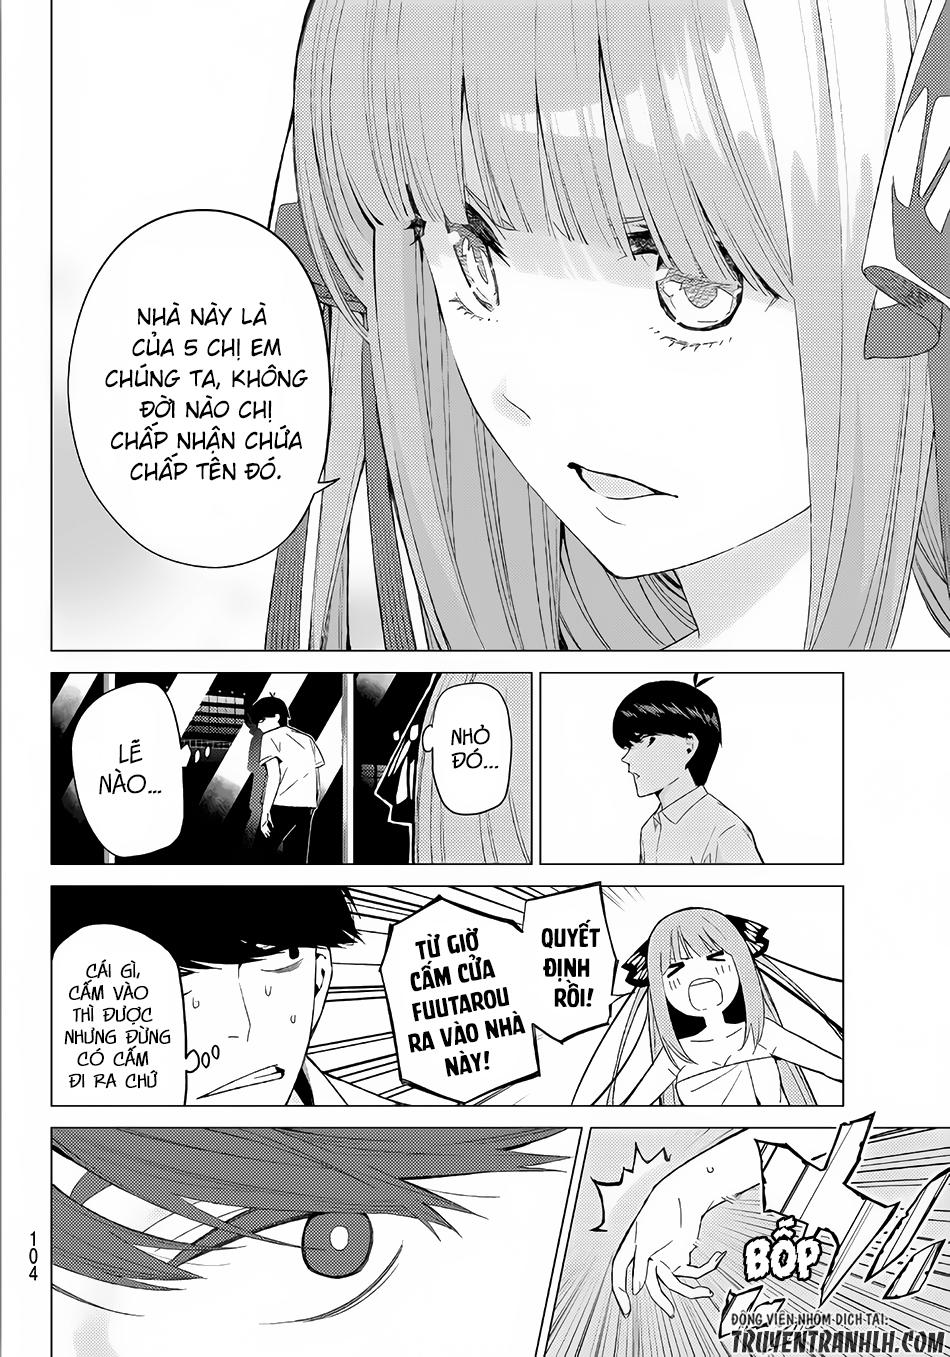 NHÀ NÀY LÀ
CỦA 5 CHỊ EM
CHÚNG TA, KHÔNG
ĐỜI NÀO CHỊ
CHẤP NHẬN CHỨA
CHẤP TÊN ĐÓ.
NHỎ
ĐÓ...
LẼ
NÀO...
QUYẾT
ĐỊNH
RỒI!
TỪ GIỜ
CẤM CỬA
FUUTAROU
RA VÀO NHÀ
NÀY!
CÁI GÌ,
CẤM VÀO
THÌ ĐƯỢC
NHƯNG ĐỪNG
CÓ CẤM
ĐI RA CHỨ
BỐP
104
ĐỘNG VIÊN NHÓM DỊCH TẠI:
TRUYENTRANHLH.COM